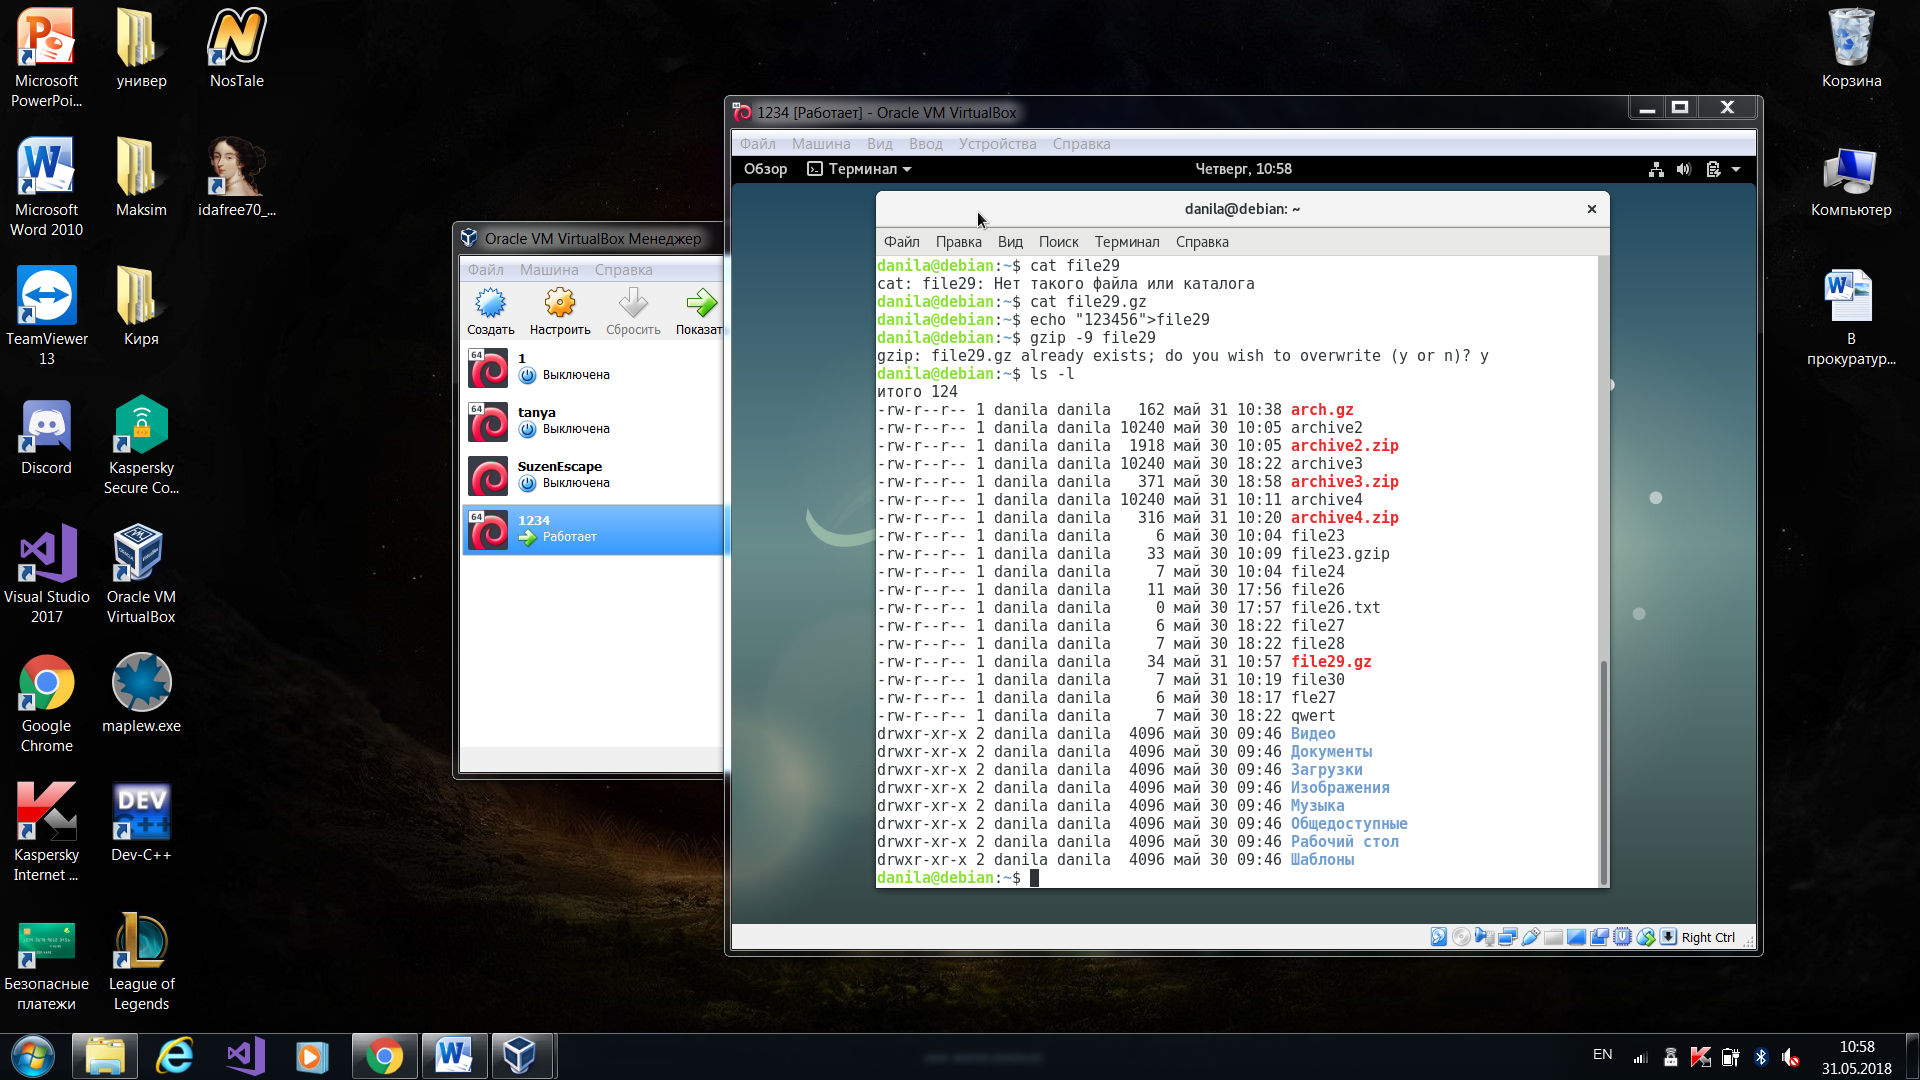 Microsoft PowerPoi...
универ
NosTale
Microsoft Word 2010
Maksim
idafree70_...
TeamViewer 13
Киря
Discord
Kaspersky Secure Co...
Visual Studio 2017
Oracle VM VirtualBox
Google Chrome
maplew.exe
Kaspersky Internet ...
DEV C++
Dev-C++
Безопасные платежи
League of Legends
Корзина
Компьютер
В прокуратур...
Oracle VM VirtualBox Менеджер
Файл Машина Справка
Создать Настроить Сбросить Показат
64 1
Выключена
64 tanya
Выключена
SuzenEscape
Выключена
64 1234
Работает
1234 [Работает] - Oracle VM VirtualBox
Файл Машина Вид Ввод Устройства Справка
Обзор Терминал Четверг, 10:58
danila@debian: ~
Файл Правка Вид Поиск Терминал Справка
danila@debian:~$ cat file29
cat: file29: Нет такого файла или каталога
danila@debian:~$ cat file29.gz
danila@debian:~$ echo "123456">file29
danila@debian:~$ gzip -9 file29
gzip: file29.gz already exists; do you wish to overwrite (y or n)? y
danila@debian:~$ ls -l
итого 124
-rw-r--r-- 1 danila danila   162 май 31 10:38 arch.gz
-rw-r--r-- 1 danila danila 10240 май 30 10:05 archive2
-rw-r--r-- 1 danila danila  1918 май 30 10:05 archive2.zip
-rw-r--r-- 1 danila danila 10240 май 30 18:22 archive3
-rw-r--r-- 1 danila danila   371 май 30 18:58 archive3.zip
-rw-r--r-- 1 danila danila 10240 май 31 10:11 archive4
-rw-r--r-- 1 danila danila   316 май 31 10:20 archive4.zip
-rw-r--r-- 1 danila danila     6 май 30 10:04 file23
-rw-r--r-- 1 danila danila    33 май 30 10:09 file23.gzip
-rw-r--r-- 1 danila danila     7 май 30 10:04 file24
-rw-r--r-- 1 danila danila    11 май 30 17:56 file26
-rw-r--r-- 1 danila danila     0 май 30 17:57 file26.txt
-rw-r--r-- 1 danila danila     6 май 30 18:22 file27
-rw-r--r-- 1 danila danila     7 май 30 18:22 file28
-rw-r--r-- 1 danila danila    34 май 31 10:57 file29.gz
-rw-r--r-- 1 danila danila     7 май 31 10:19 file30
-rw-r--r-- 1 danila danila     6 май 30 18:17 fle27
-rw-r--r-- 1 danila danila     7 май 30 18:22 qwert
drwxr-xr-x 2 danila danila  4096 май 30 09:46 Видео
drwxr-xr-x 2 danila danila  4096 май 30 09:46 Документы
drwxr-xr-x 2 danila danila  4096 май 30 09:46 Загрузки
drwxr-xr-x 2 danila danila  4096 май 30 09:46 Изображения
drwxr-xr-x 2 danila danila  4096 май 30 09:46 Музыка
drwxr-xr-x 2 danila danila  4096 май 30 09:46 Общедоступные
drwxr-xr-x 2 danila danila  4096 май 30 09:46 Рабочий стол
drwxr-xr-x 2 danila danila  4096 май 30 09:46 Шаблоны
danila@debian:~$
Right Ctrl
EN
10:58
31.05.2018